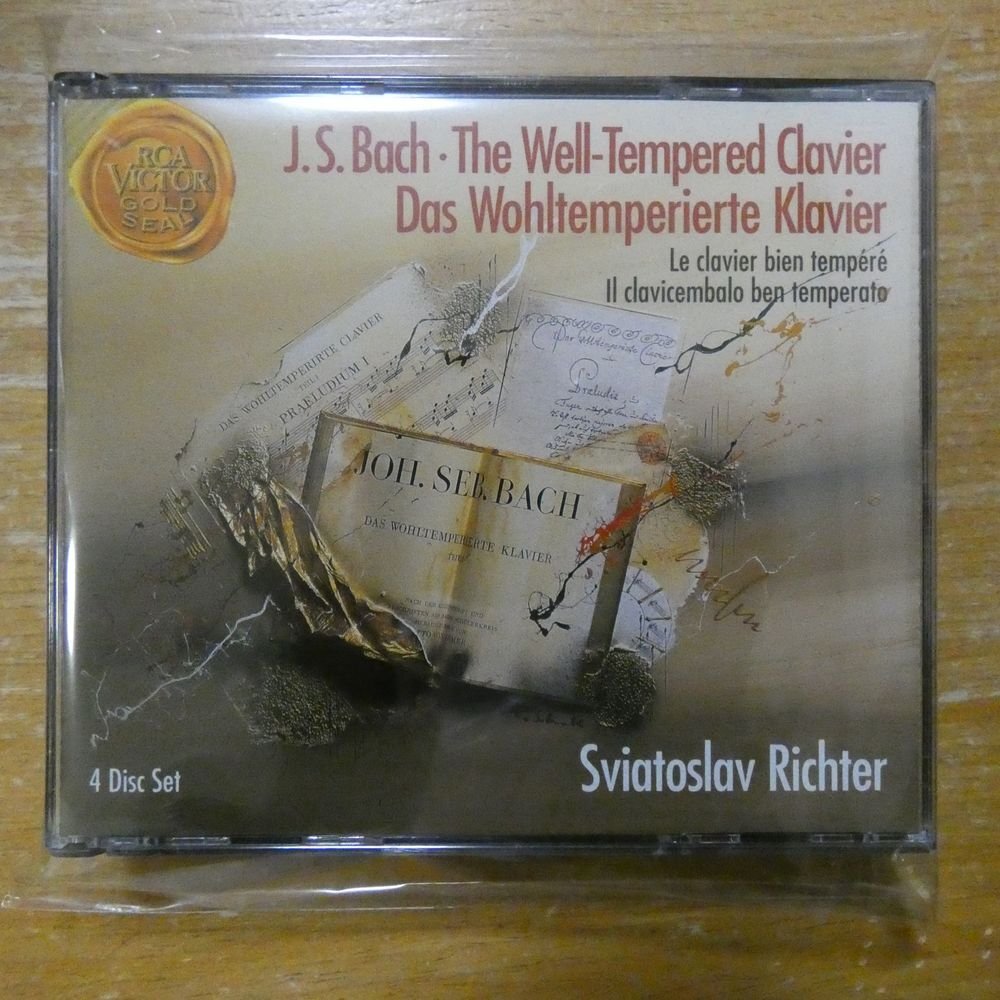 RCA
VICTOR
GOLD
SEAL
J.S. Bach · The Well-Tempered Clavier
Das Wohltemperierte Klavier
Le clavier bien tempéré
Il clavicembalo ben temperato
DAS WOHLTEMPERIRTE CLAVIER
PRAELUDIUM I
JOH. SEB. BACH
DAS WOHLTEMPERIERTE KLAVIER
4 Disc Set
Sviatoslav Richter